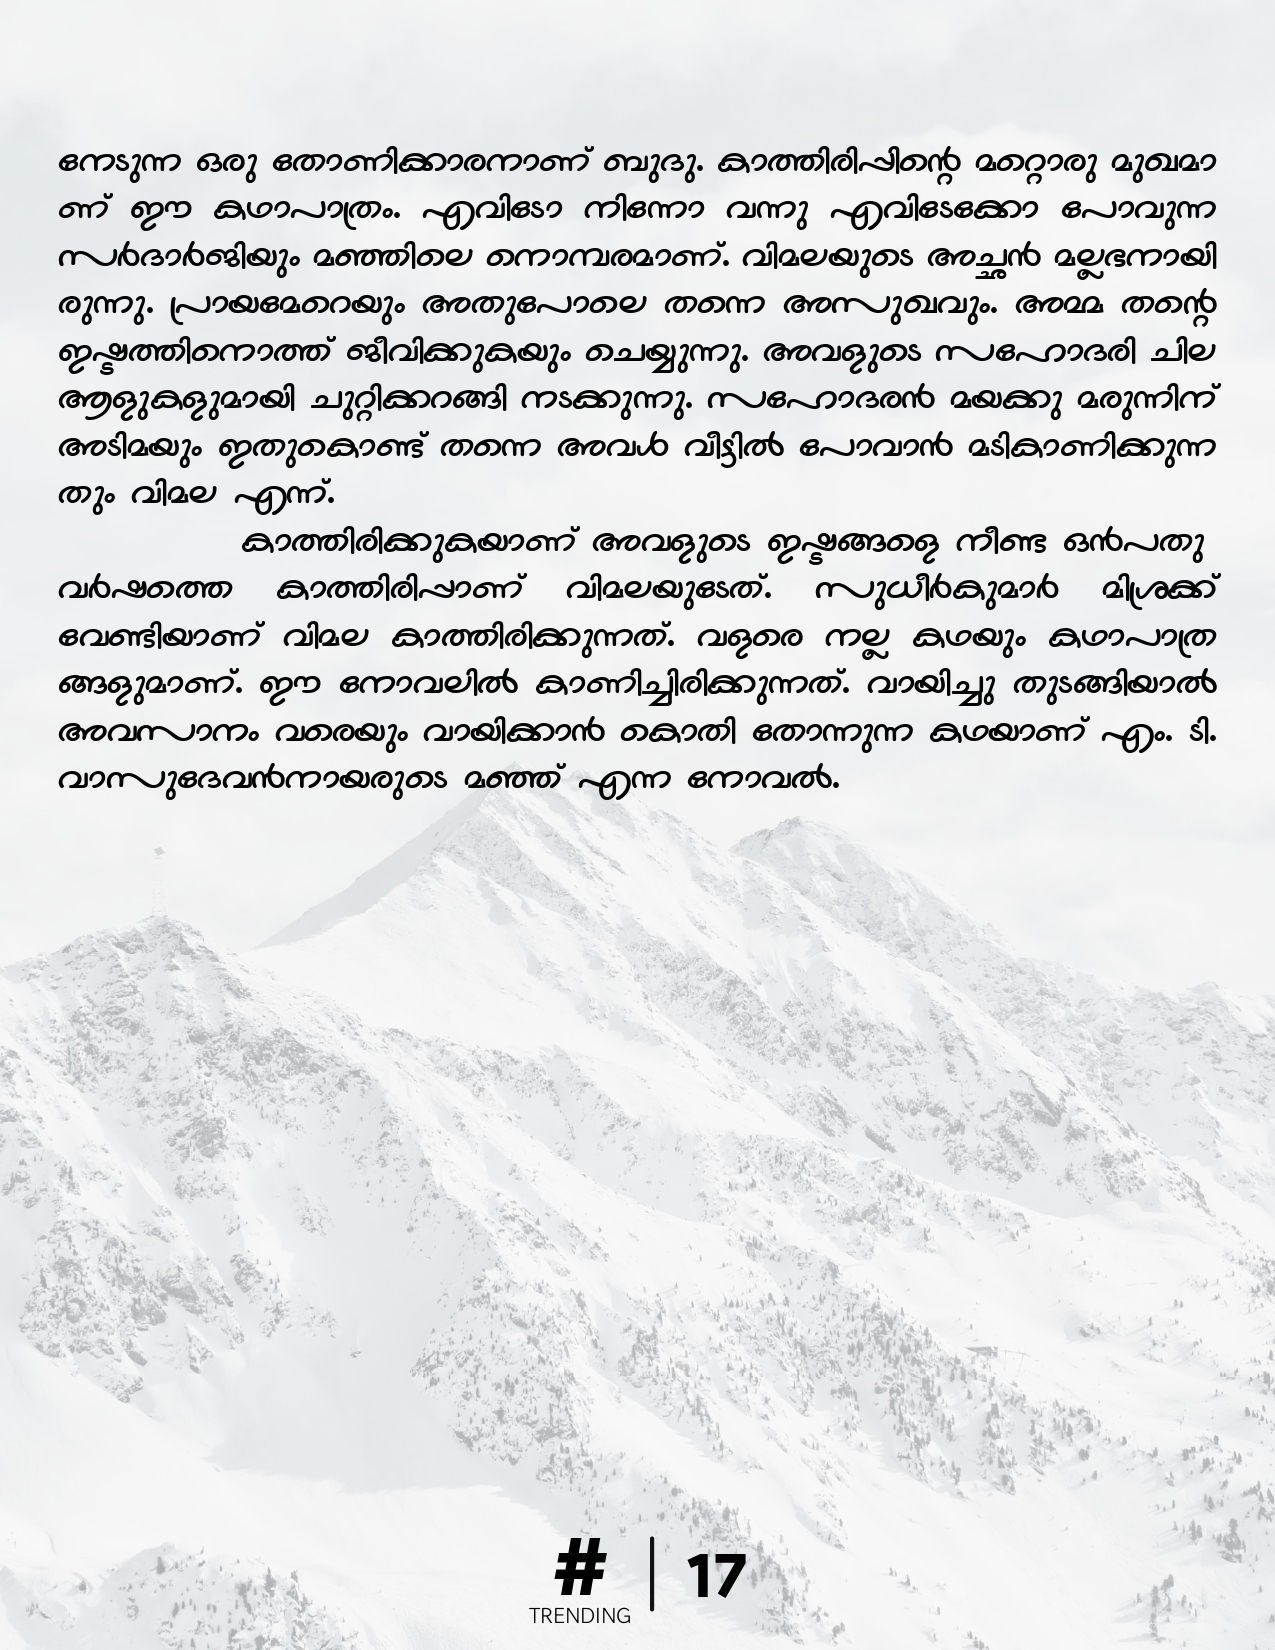 നേടുന്ന ഒരു തോണിക്കാരനാണ് ബുദു. കാത്തിരിപ്പിന്റെ മറ്റൊരു മുഖമാ
ണ് ഈ കഥാപാത്രം. എവിടേോ നിന്നോ വന്നു എവിടേക്കോ പോവുന്ന
സർദാർജിയും മഞ്ഞിലെ നൊമ്പരമാണ്. വിമലയുടെ അച്ഛൻ മല്ലഭനായി
രുന്നു. പ്രായമേറെയും അതുപോലെ തന്നെ അസുഖവും. അമ്മ തന്റെ
ഇഷ്ടത്തിനൊത്ത് ജീവിക്കുകയും ചെയ്യുന്നു. അവളുടെ സഹോദരി ചില
ആളുകളുമായി ചുറ്റിക്കറങ്ങി നടക്കുന്നു. സഹോദരൻ മയക്കു മരുന്നിന്
അടിമയും ഇതുകൊണ്ട് തന്നെ അവൾ വീട്ടിൽ പോവാൻ മടികാണിക്കുന്ന
തും വിമല എന്ന്.
കാത്തിരിക്കുകയാണ് അവളുടെ ഇഷ്ടങ്ങളെ നീണ്ട ഒൻപതു
വർഷത്തെ കാത്തിരിപ്പാണ് വിമലയുടേത്. സുധീർകുമാർ മിശ്രക്ക്
വേണ്ടിയാണ് വിമല കാത്തിരിക്കുന്നത്. വളരെ നല്ല കഥയും കഥാപാത്ര
ങ്ങളുമാണ്. ഈ നോവലിൽ കാണിച്ചിരിക്കുന്നത്. വായിച്ചു തുടങ്ങിയാൽ
അവസാനം വരെയും വായിക്കാൻ കൊതി തോന്നുന്ന കഥയാണ് എം. ടി.
വാസുദേവൻനായരുടെ മഞ്ഞ് എന്ന നോവൽ.
# | 17
TRENDING